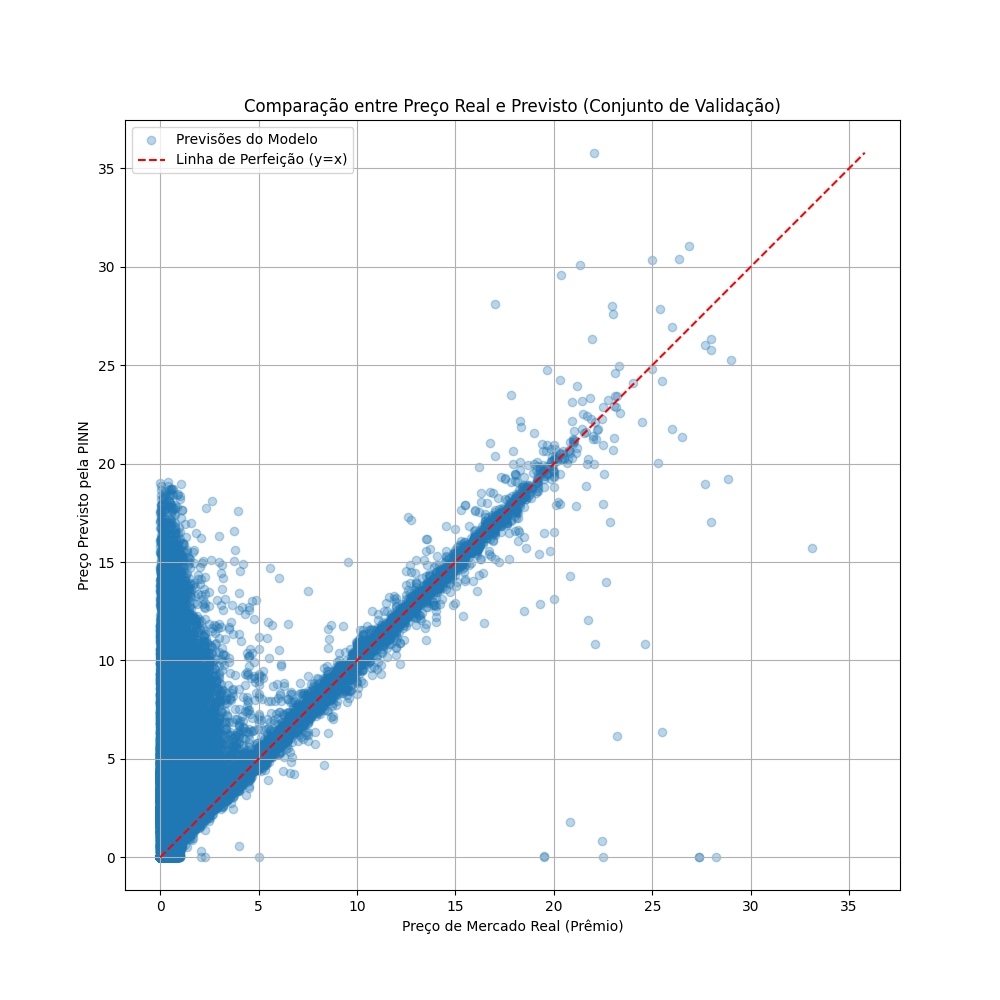 Comparação entre Preço Real e Previsto (Conjunto de Validação)
Previsões do Modelo
Linha de Perfeição (y=x)
Preço Previsto pela PINN
35
30
25
20
15
10
5
0
0 5 10 15 20 25 30 35
Preço de Mercado Real (Prêmio)